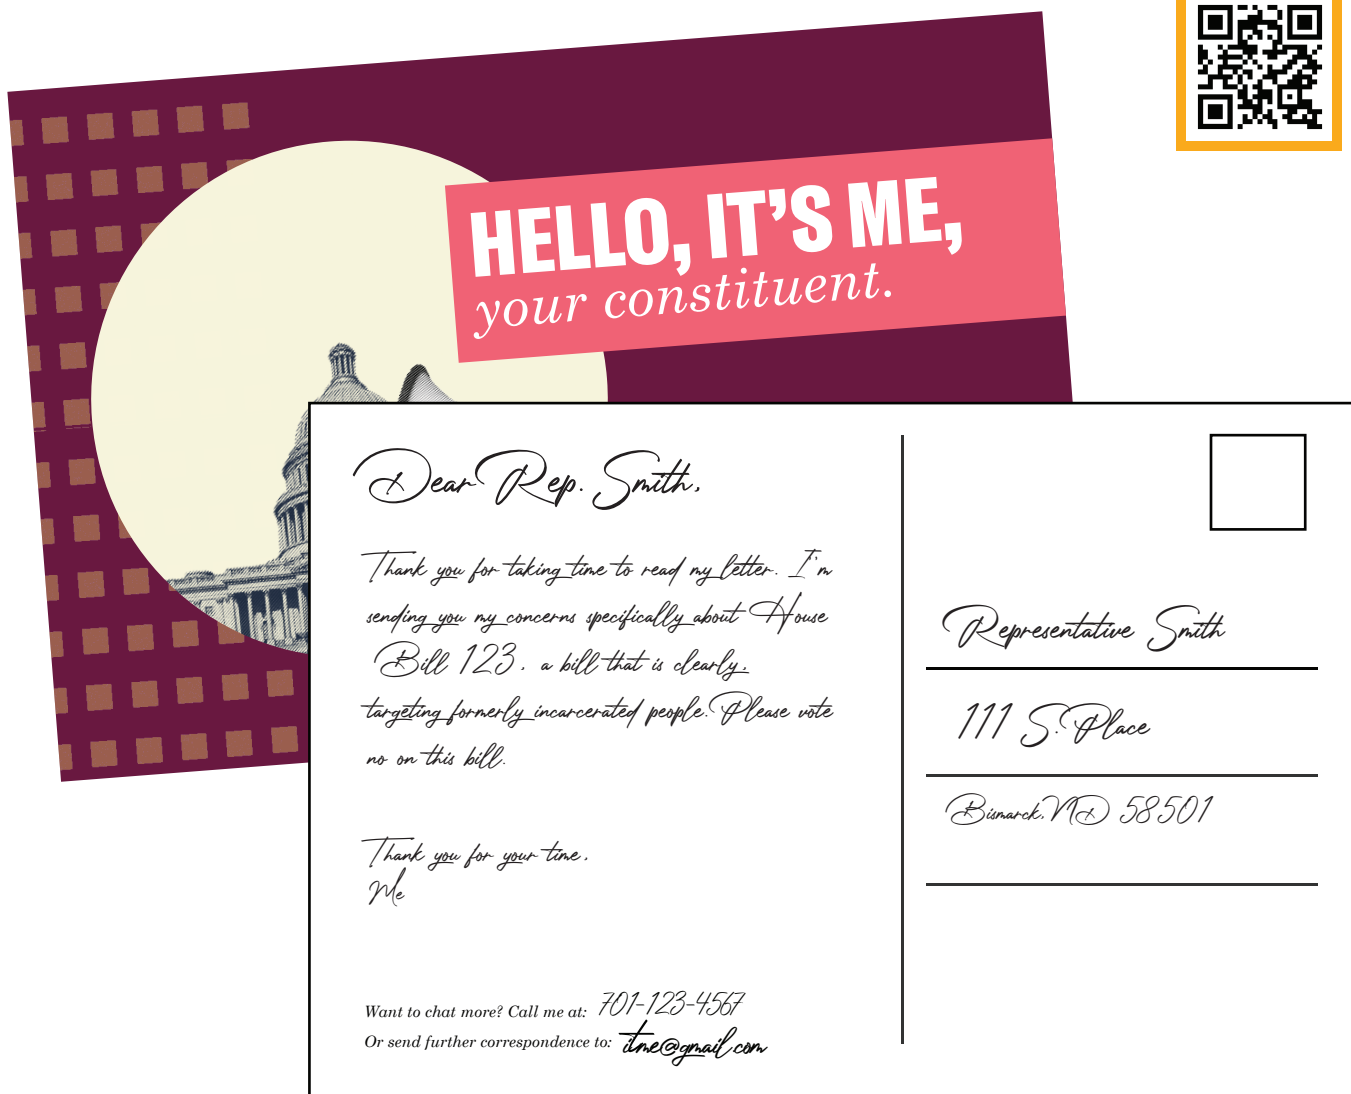 HELLO, IT'S ME,
your constituent.
Dear Rep. Smith,
Thank you for taking time to read my letter. I'm
sending you my concerns specifically about House
Bill 123, a bill that is clearly,
targeting formerly incarcerated people. Please vote
no on this bill.
Thank you for your time,
Me
Want to chat more? Call me at: 701-123-4567
Or send further correspondence to: itme@gmail.com
Representative Smith
111 S. Place
Bismarck, ND 58501